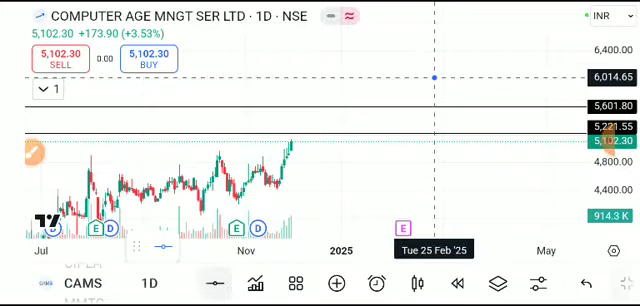 COMPUTER AGE MNGT SER LTD · 1D · NSE
INR
5,102.30 +173.90 (+3.53%)
5,102.30
SELL
0.00
5,102.30
BUY
1
6,400.00
6,014.65
5,601.80
5,221.55
5,102.30
4,800.00
4,400.00
914.3 K
D
E
D
E
D
E
Jul
Nov
2025
Tue 25 Feb '25
May
CIPLA
CAMS
CAMS
1D